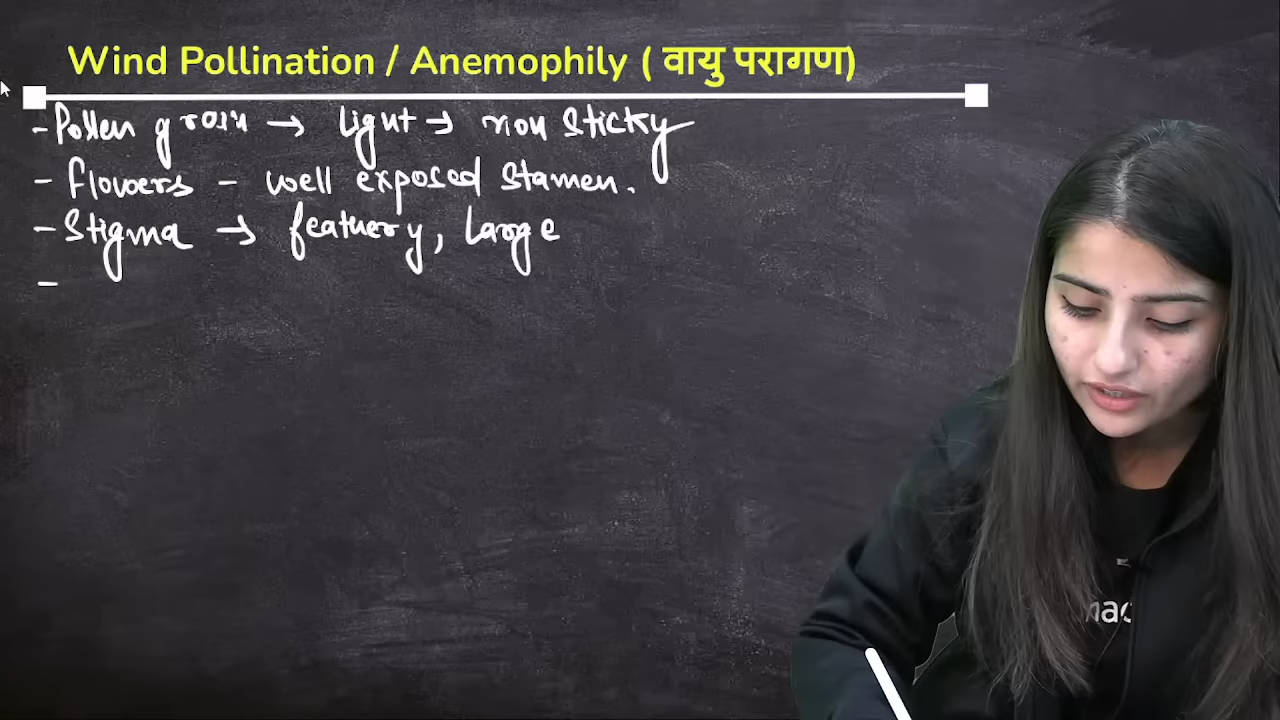 Wind Pollination / Anemophily ( वायु परागण)
- Pollen grain → light → non sticky
- flowers - well exposed stamen.
- Stigma → feathery, large
-